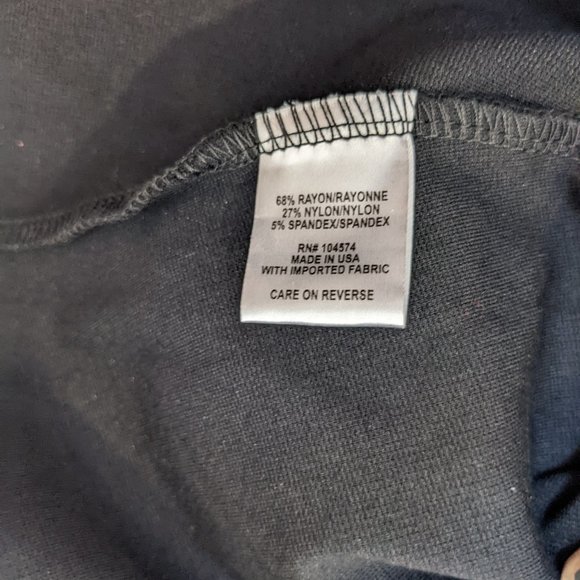 68% RAYON/RAYONNE
27% NYLON/NYLON
5% SPANDEX/SPANDEX
RN# 104574
MADE IN USA
WITH IMPORTED FABRIC
CARE ON REVERSE